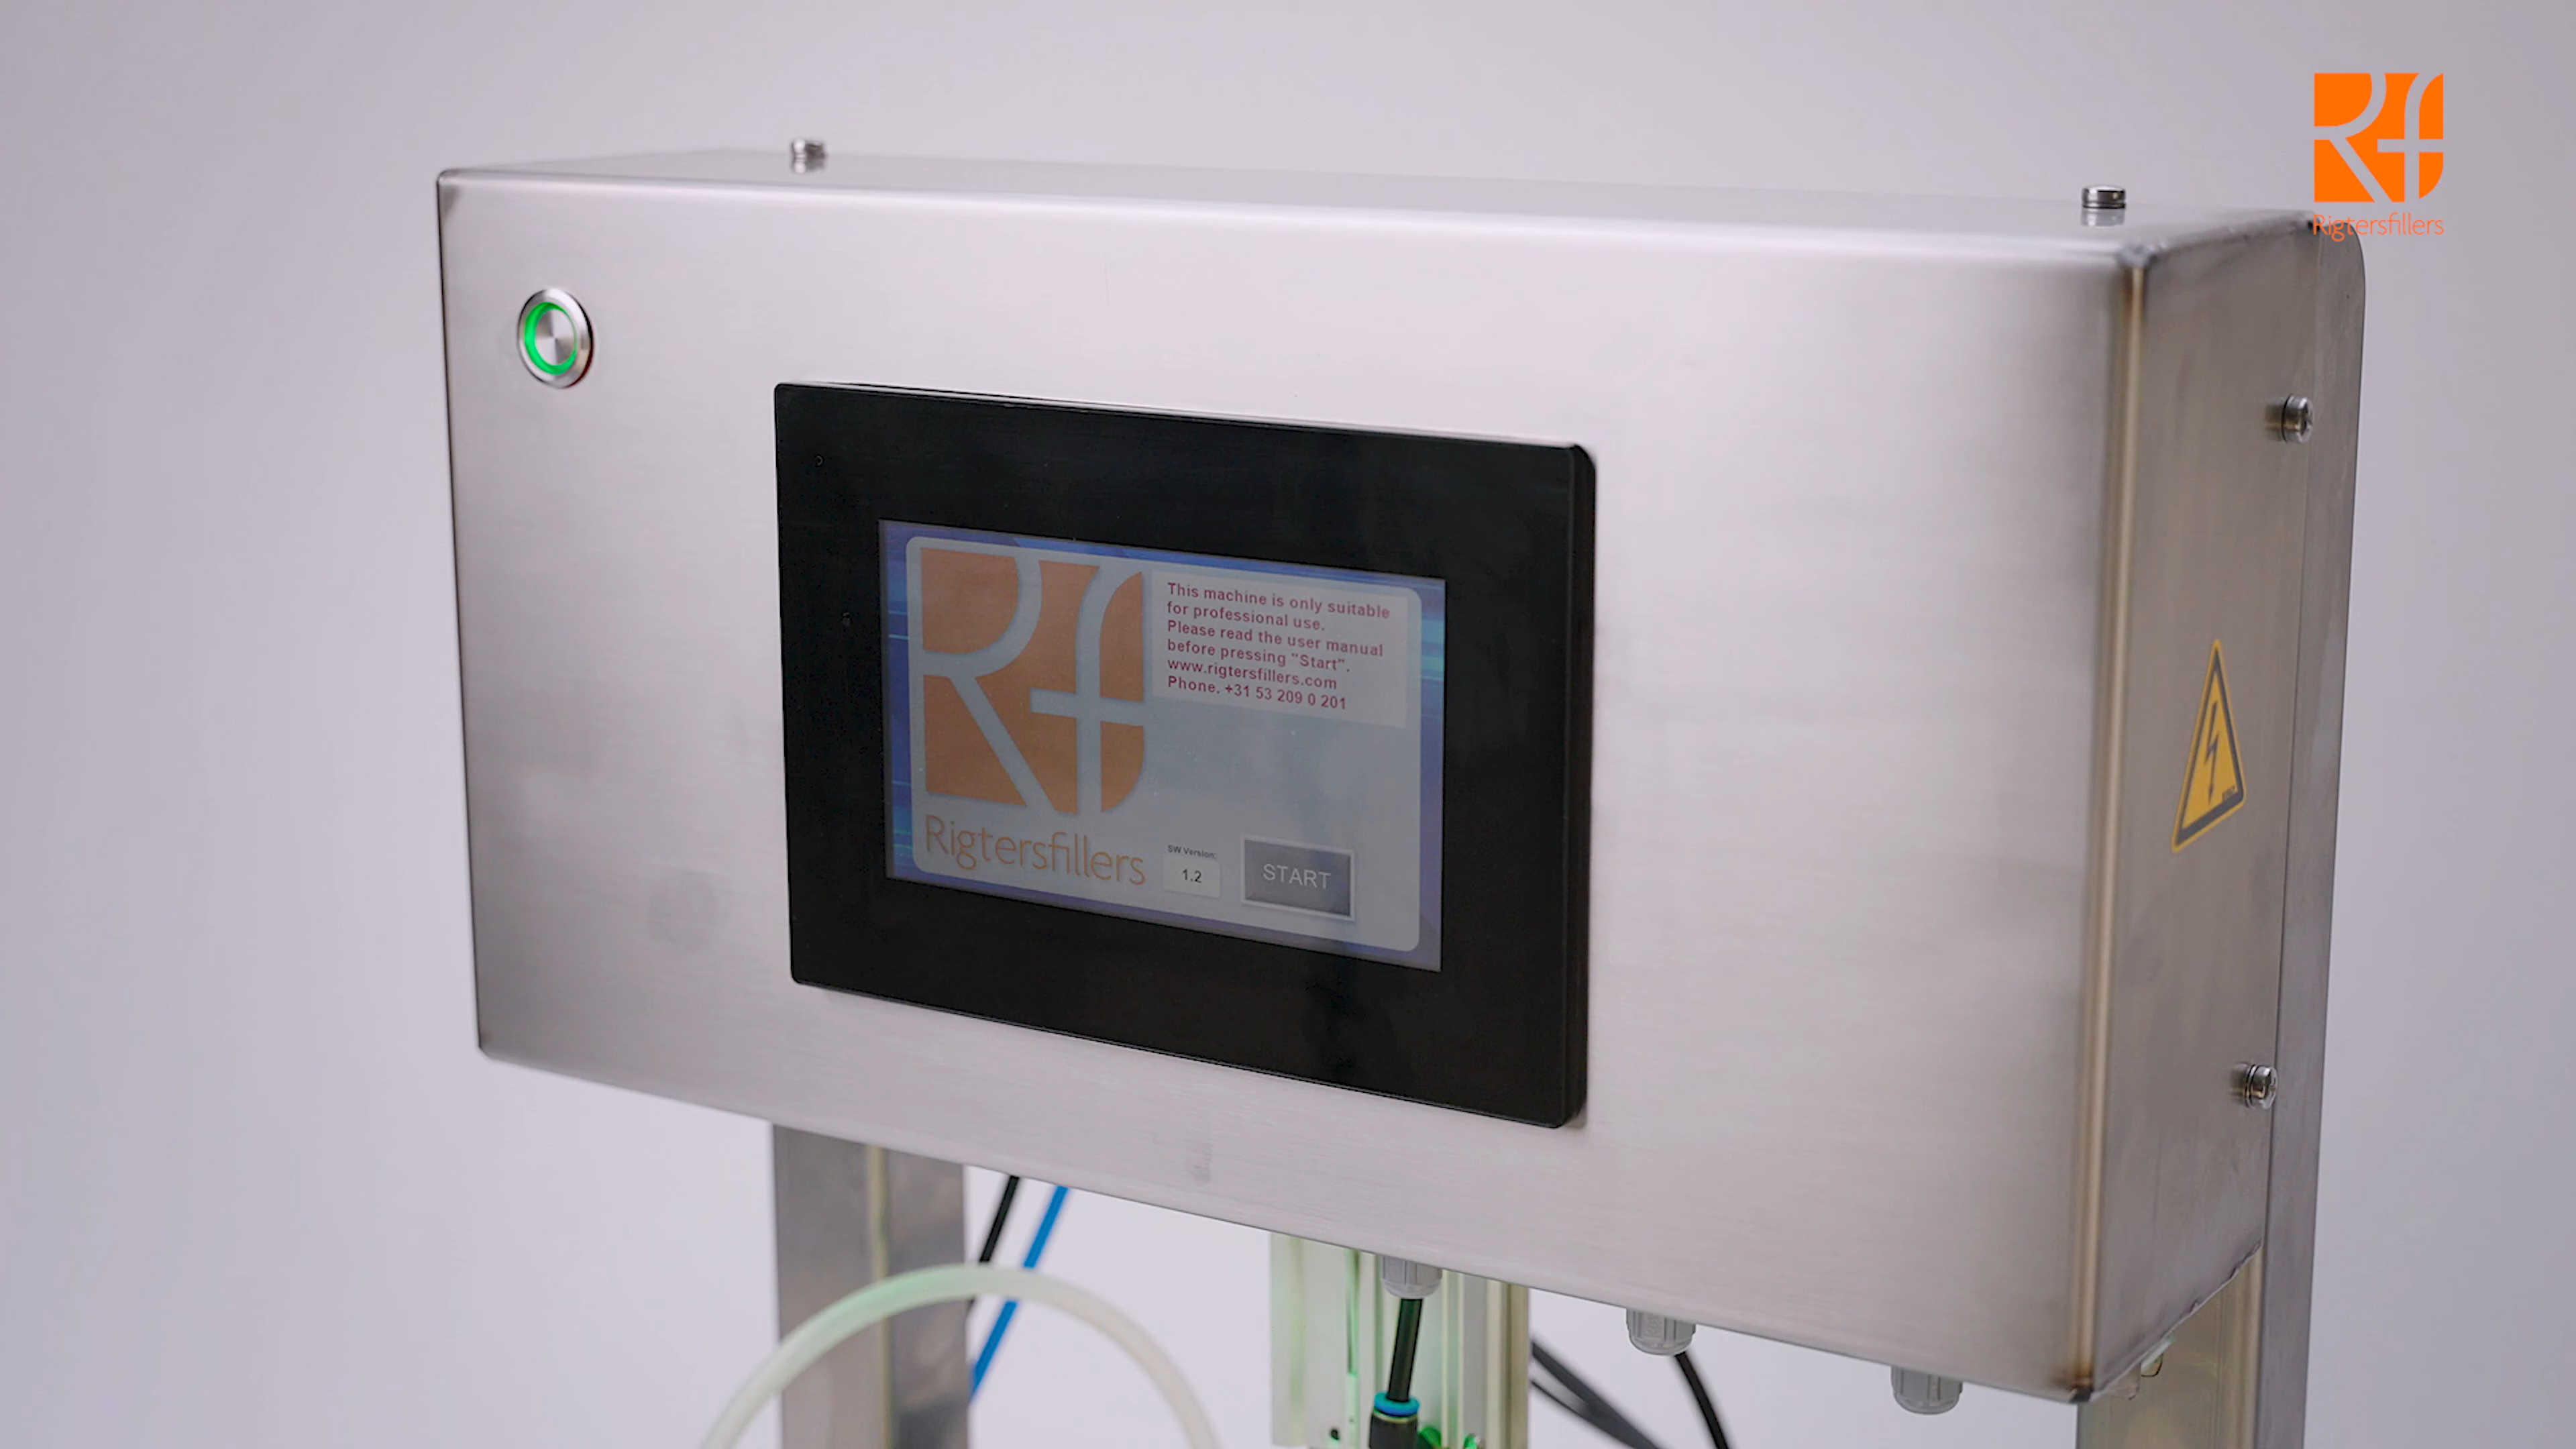 Rigtersfillers
This machine is only suitable
for professional use.
Please read the user manual
before pressing "Start".
www.rigtersfillers.com
Phone. +31 53 209 0 201
Rigtersfillers
SW Version:
1.2
START